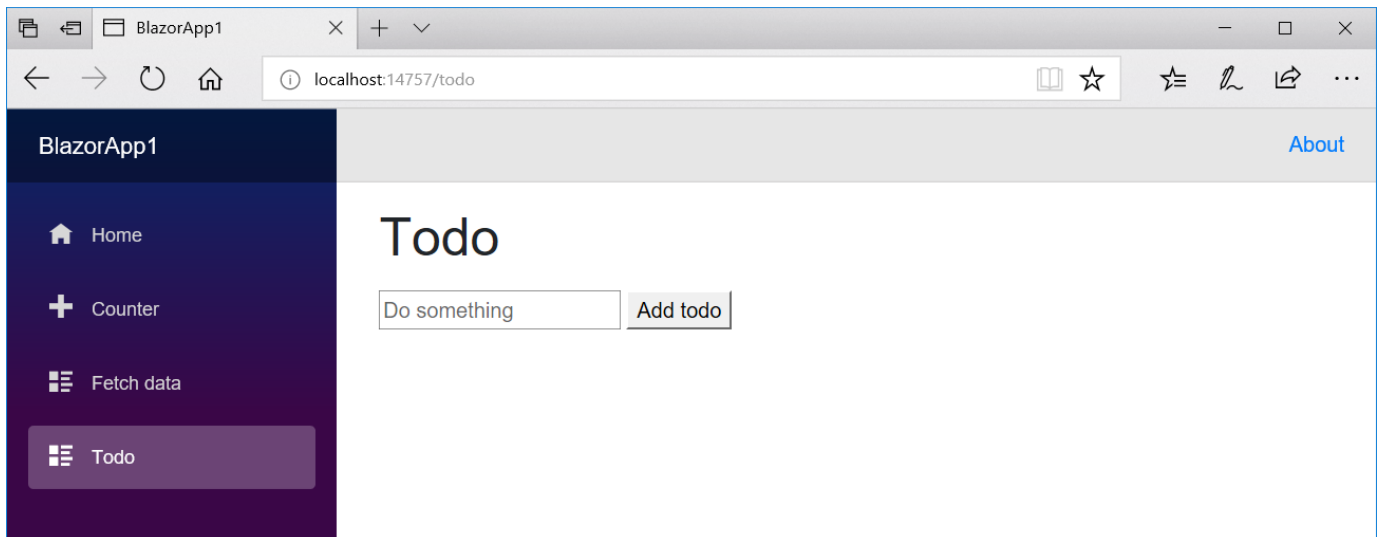 BlazorApp1
localhost:14757/todo
BlazorApp1
About
Home
Counter
Fetch data
Todo
Todo
Do something Add todo